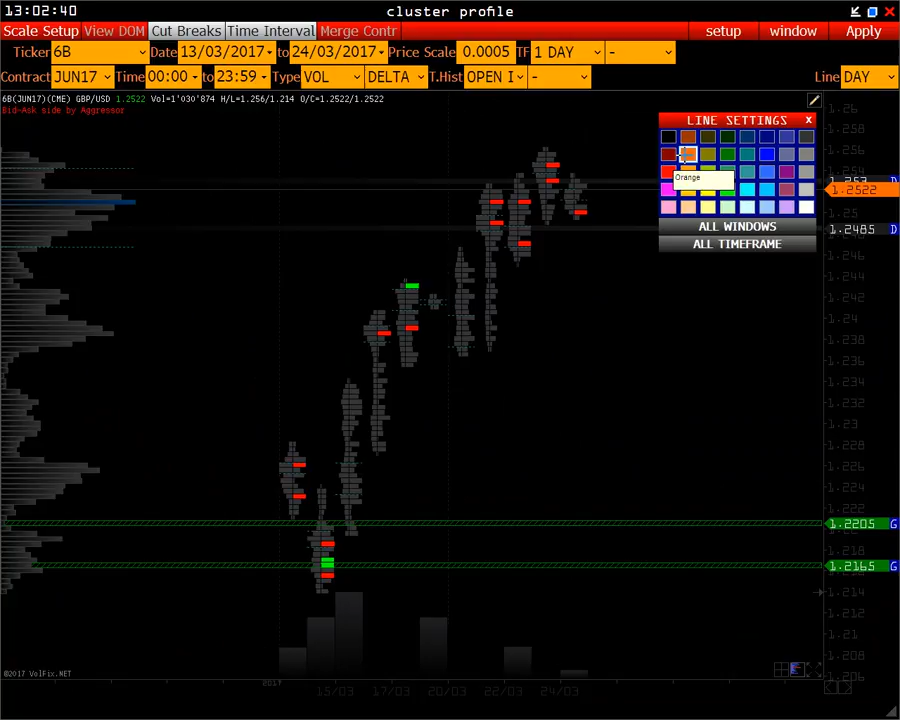 13:02:40 cluster profile
Scale Setup View DOM Cut Breaks Time Interval Merge Contr setup window Apply
Ticker 6B Date 13/03/2017 to 24/03/2017 Price Scale 0.0005 TF 1 DAY -
Contract JUN17 Time 00:00 to 23:59 Type VOL DELTA T.Hist OPEN I - Line DAY
6B(JUN17)(CME) GBP/USD 1.2522 Vol=1'030'874 H/L=1.256/1.214 O/C=1.2522/1.2522
Bid-Ask side by Aggressor
1.26
LINE SETTINGS x
1.258
1.256
1.254
Orange
D
1.2522
1.25
ALL WINDOWS
1.2485 D
ALL TIMEFRAME
1.246
1.244
1.242
1.24
1.238
1.236
1.234
1.232
1.23
1.228
1.226
1.224
1.222
1.2205 G
1.218
1.2165 G
1.214
1.212
1.21
1.208
©2017 VolFix.NET
1.206
2017
15/03 17/03 20/03 22/03 24/03